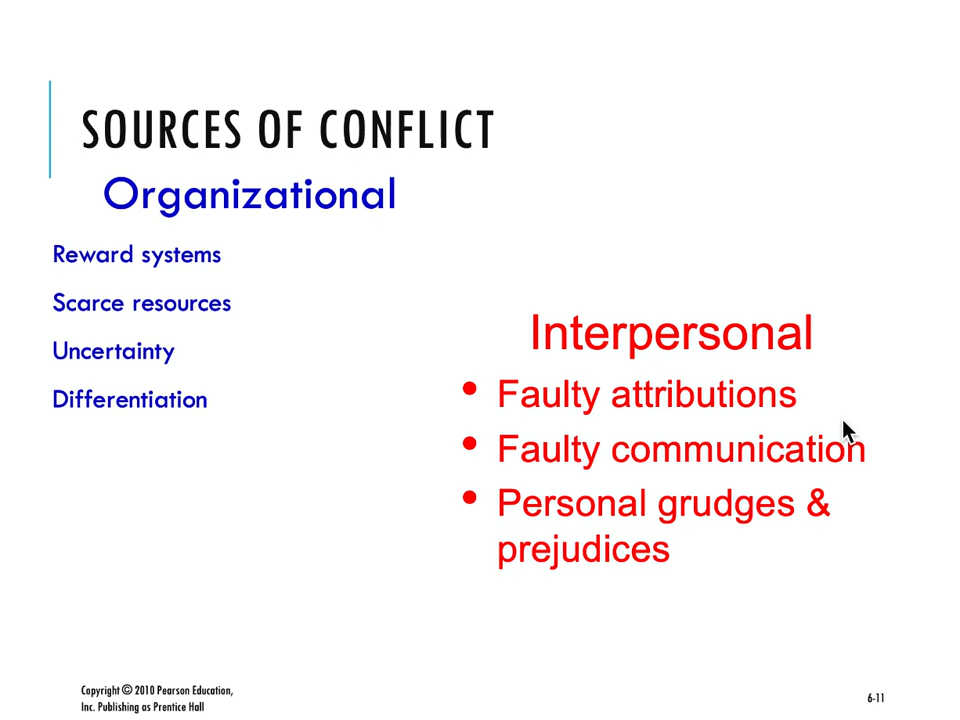 SOURCES OF CONFLICT
Organizational
Reward systems
Scarce resources
Uncertainty
Differentiation
Interpersonal
• Faulty attributions
• Faulty communication
• Personal grudges &
prejudices
Copyright © 2010 Pearson Education,
Inc. Publishing as Prentice Hall
6-11